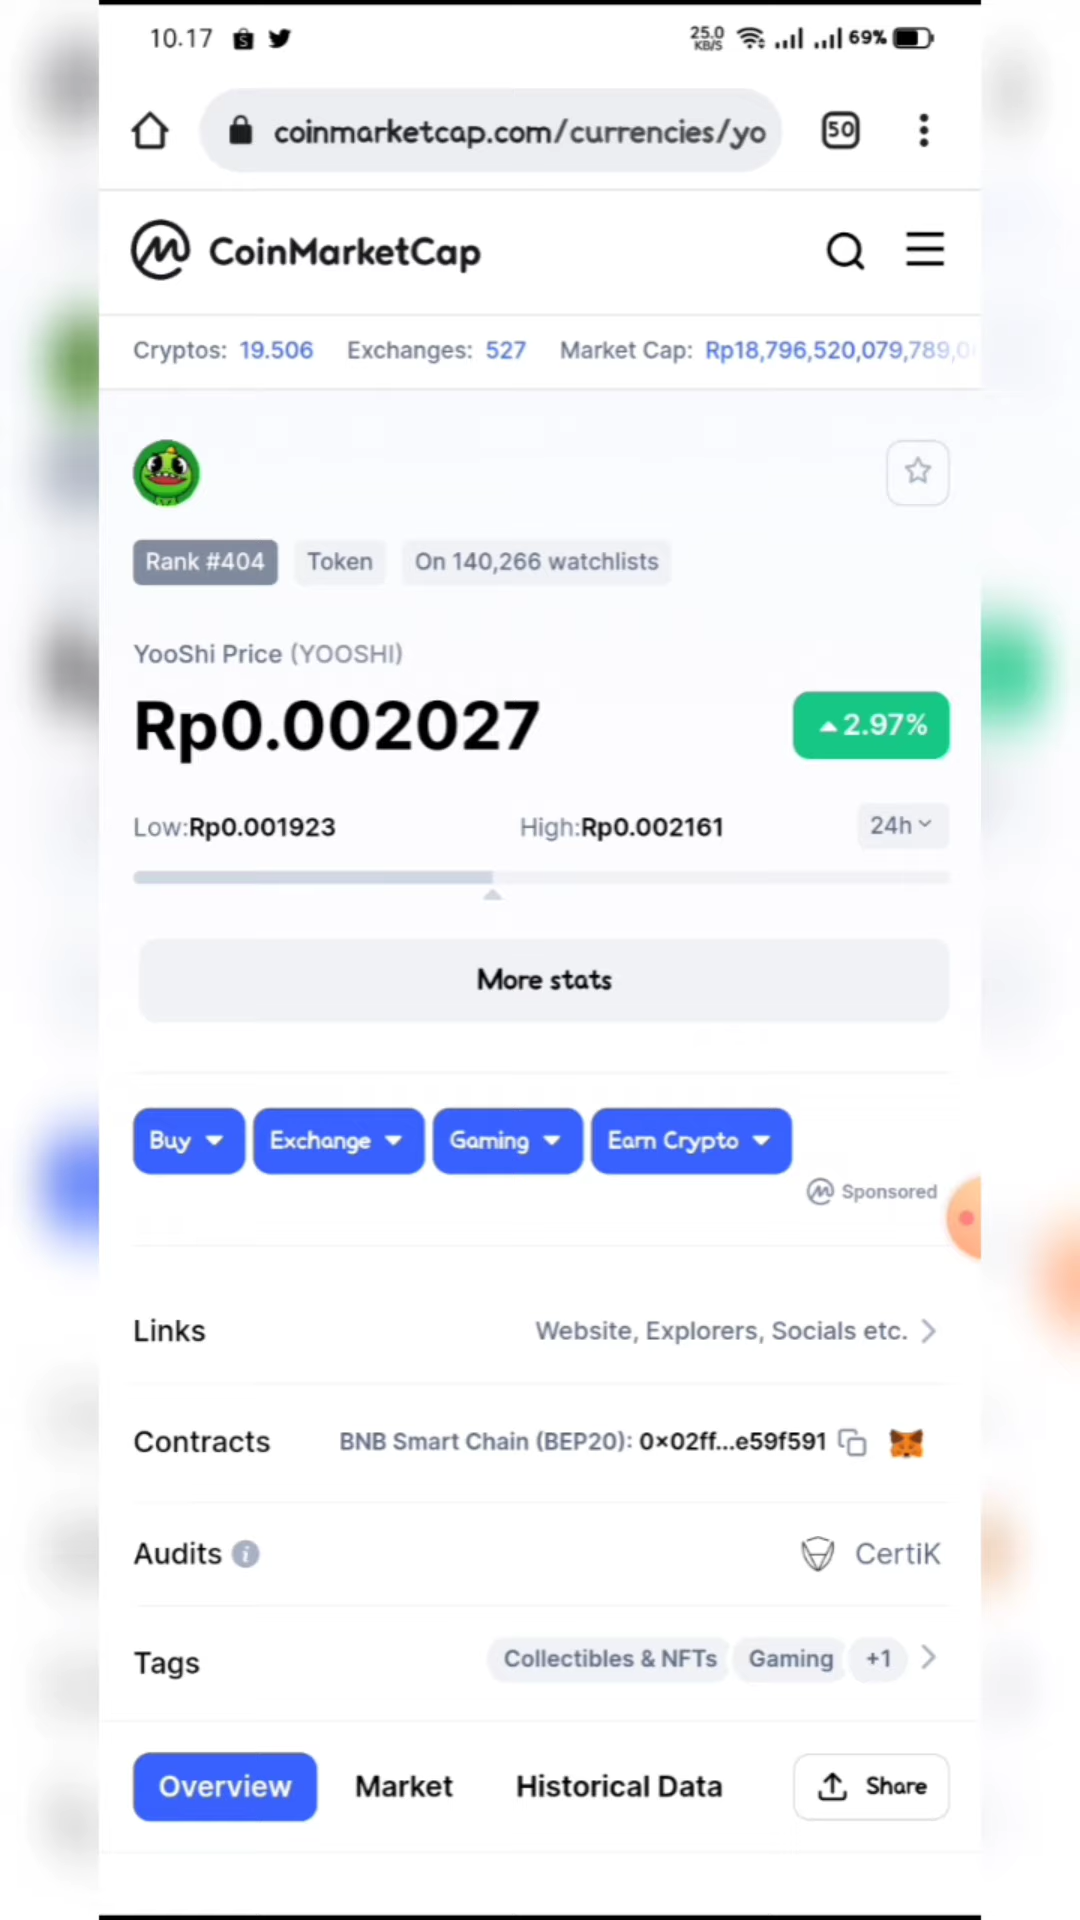 10.17 25.0 KB/S 69%
coinmarketcap.com/currencies/yo 50
CoinMarketCap
Cryptos: 19.506 Exchanges: 527 Market Cap: Rp18,796,520,079,789,0
Rank #404 Token On 140,266 watchlists
YooShi Price (YOOSHI)
Rp0.002027 2.97%
Low:Rp0.001923 High:Rp0.002161 24h
More stats
Buy Exchange Gaming Earn Crypto
Sponsored
Links Website, Explorers, Socials etc.
Contracts BNB Smart Chain (BEP20): 0×02ff...e59f591
Audits CertiK
Tags Collectibles & NFTs Gaming +1
Overview Market Historical Data Share